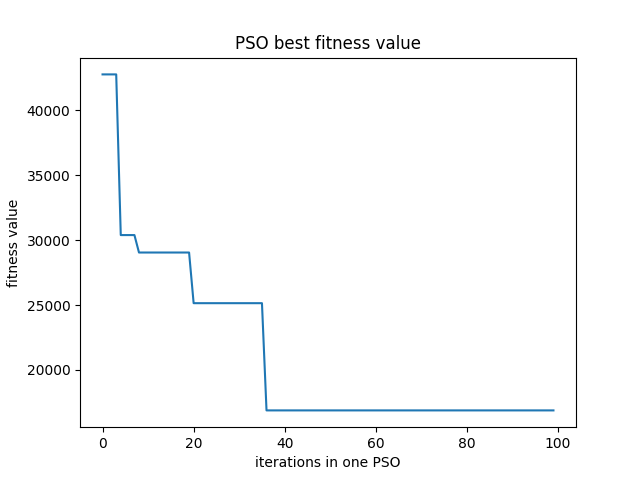 PSO best fitness value
fitness value
40000
35000
30000
25000
20000
0 20 40 60 80 100
iterations in one PSO